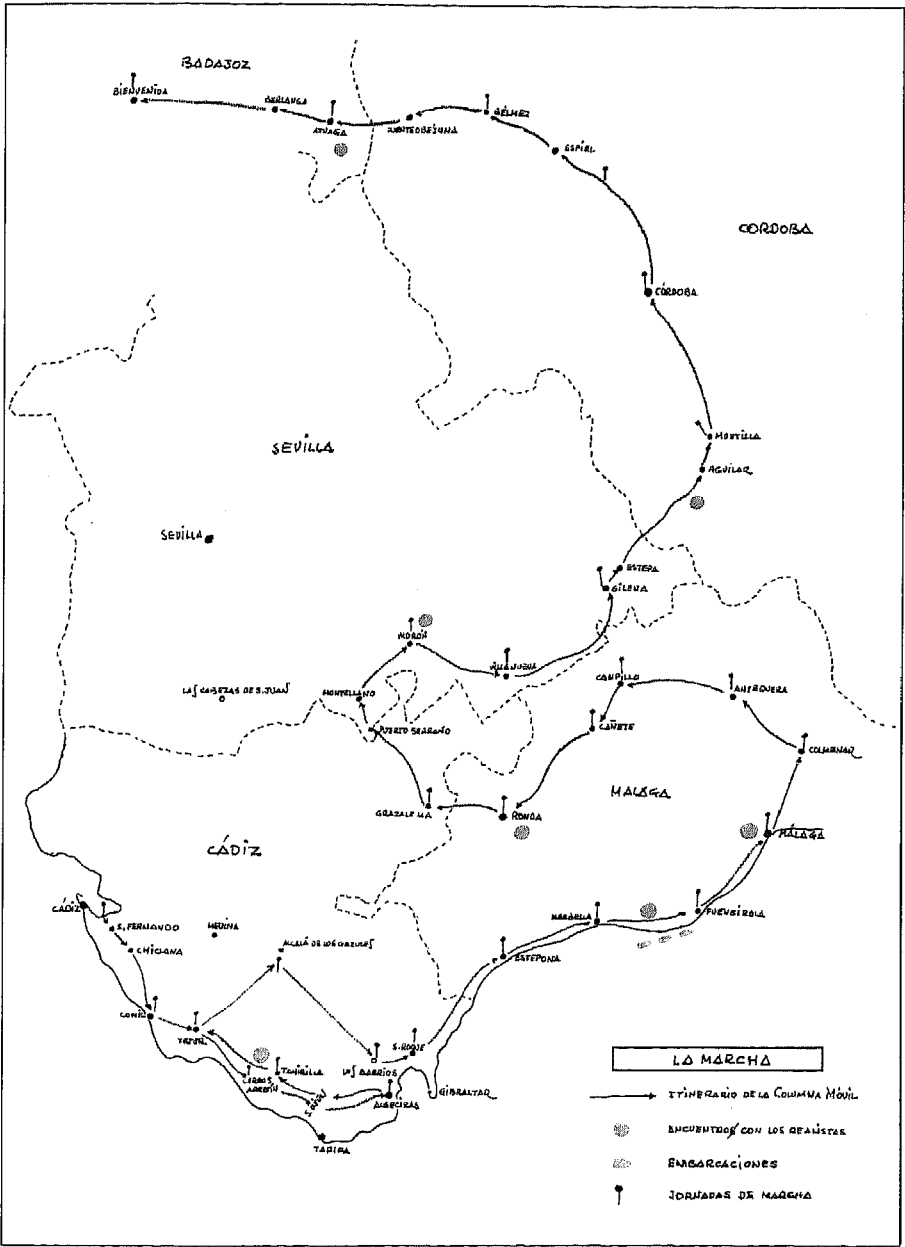 BADAJOZ
BIENVENIDA
BERLANGA
AZUAGA
FUENTEOBEJUNA
BÉLMEZ
ESPIEL
CORDOBA
CÓRDOBA
MONTILLA
AGUILAR
SEVILLA
SEVILLA
ESTEPA
GILENA
MORÓN
VILLANUEVA
LAS CABEZAS DE S. JUAN
MONTELLANO
PUERTO SERRANO
CAMPILLO
ANTEQUERA
CAÑETE
COLMENAR
MALAGA
GRAZALEMA
RONDA
MÁLAGA
CÁDIZ
CÁDIZ
S. FERNANDO
CHICLANA
MEDINA
ALCALÁ DE LOS GAZULES
MARBELLA
FUENGIROLA
ESTEPONA
CONIL
VEJER
TAIVILLA
LOS BARRIOS
S. ROQUE
ALGECIRAS
GIBRALTAR
TARIFA
LA MARCHA
ITINERARIO DE LA COLUMNA MÓVIL
ENCUENTROS CON LOS REALISTAS
EMBARCACIONES
JORNADAS DE MARCHA